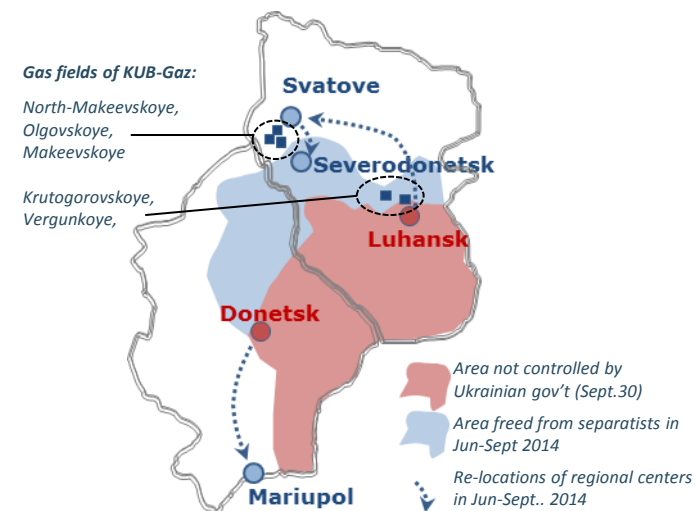 Gas fields of KUB-Gaz:
North-Makeevskoye,
Olgovskoye,
Makeevskoye
Krutogorovskoye,
Vergunkoye,
Svatove
Severodonetsk
Luhansk
Donetsk
Mariupol
Area not controlled by
Ukrainian gov't (Sept.30)
Area freed from separatists in
Jun-Sept 2014
Re-locations of regional centers
in Jun-Sept.. 2014